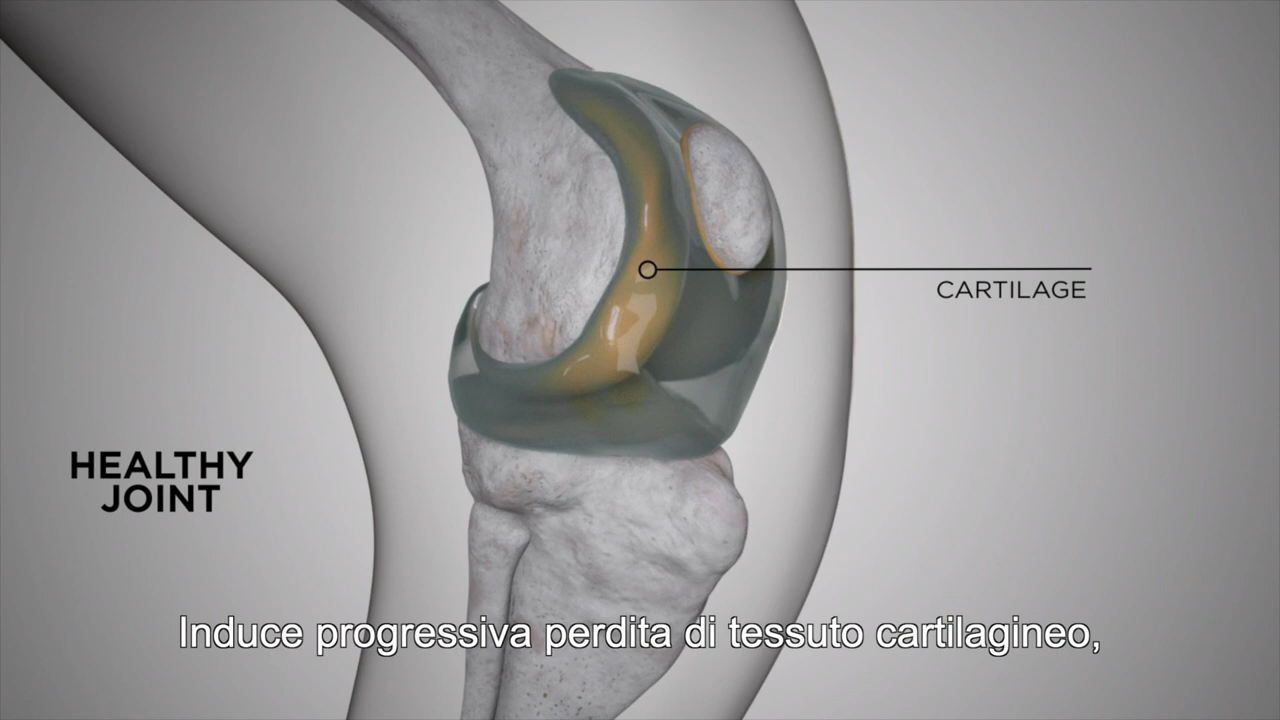 CARTILAGE
HEALTHY
JOINT
Induce progressiva perdita di tessuto cartilagineo,